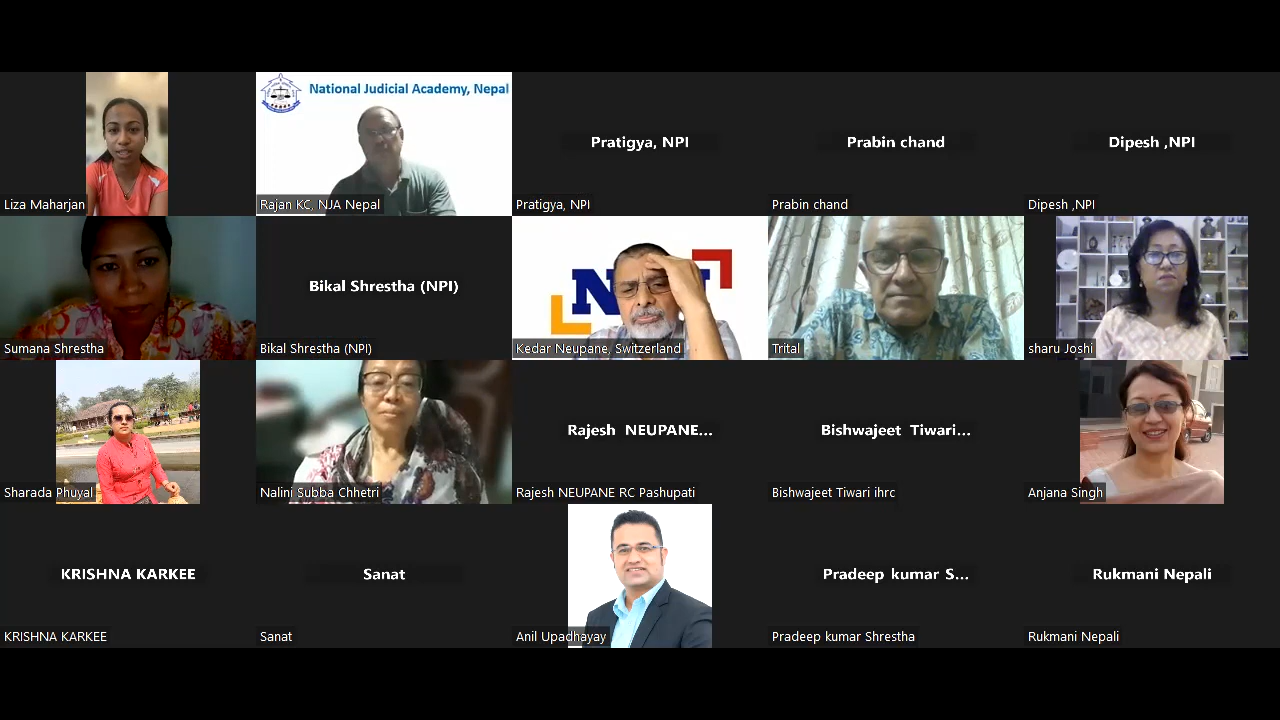 National Judicial Academy, Nepal
Pratigya, NPI
Prabin chand
Dipesh ,NPI
Liza Maharjan
Rajan KC, NJA Nepal
Pratigya, NPI
Prabin chand
Dipesh ,NPI
Bikal Shrestha (NPI)
Sumana Shrestha
Bikal Shrestha (NPI)
Kedar Neupane, Switzerland
Trital
sharu Joshi
Rajesh NEUPANE...
Bishwajeet Tiwari...
Sharada Phuyal
Nalini Subba Chhetri
Rajesh NEUPANE RC Pashupati
Bishwajeet Tiwari ihrc
Anjana Singh
KRISHNA KARKEE
Sanat
Pradeep kumar S...
Rukmani Nepali
KRISHNA KARKEE
Sanat
Anil Upadhayay
Pradeep kumar Shrestha
Rukmani Nepali